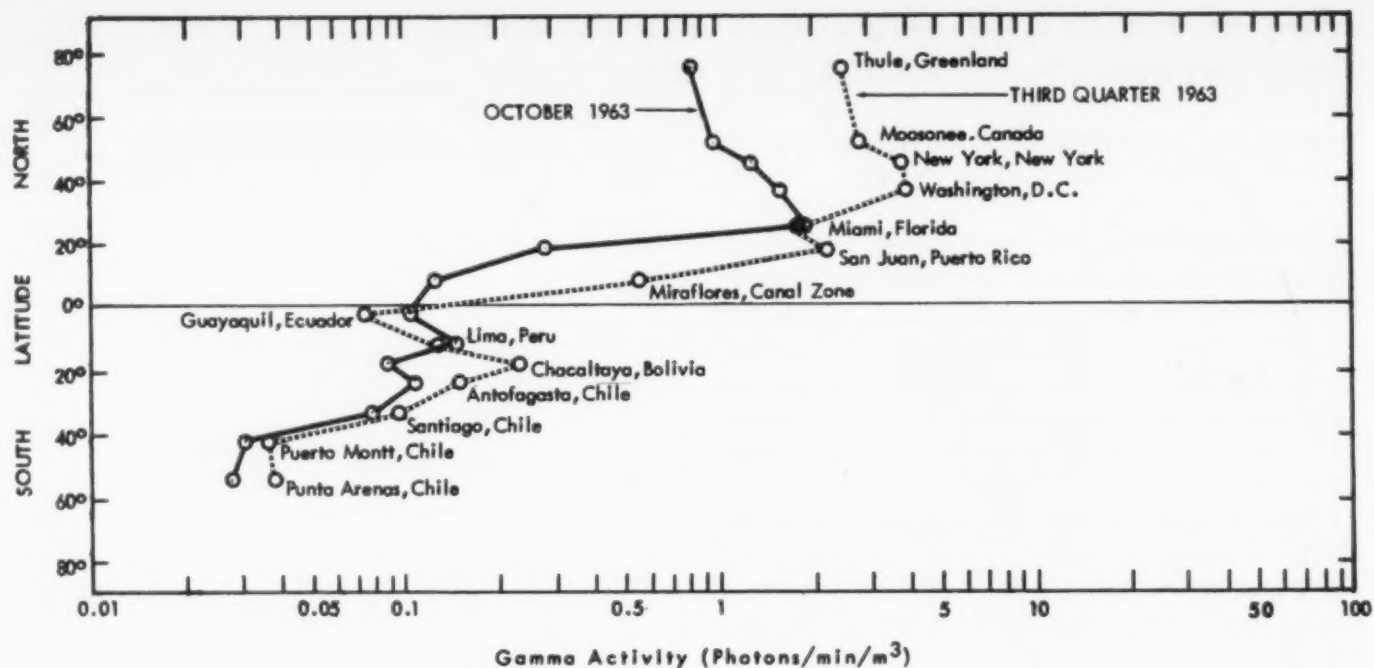 80°
60°
40°
20°
0°
20°
40°
60°
80°
NORTH
LATITUDE
SOUTH
Thule, Greenland
OCTOBER 1963
THIRD QUARTER 1963
Moosonee. Canada
New York, New York
Washington, D.C.
Miami, Florida
San Juan, Puerto Rico
Miraflores, Canal Zone
Guayaquil, Ecuador
Lima, Peru
Chacaltaya, Bolivia
Antofagasta, Chile
Santiago, Chile
Puerto Montt, Chile
Punta Arenas, Chile
0.01 0.05 0.1 0.5 1 5 10 50 100
Gamma Activity (Photons/min/m³)